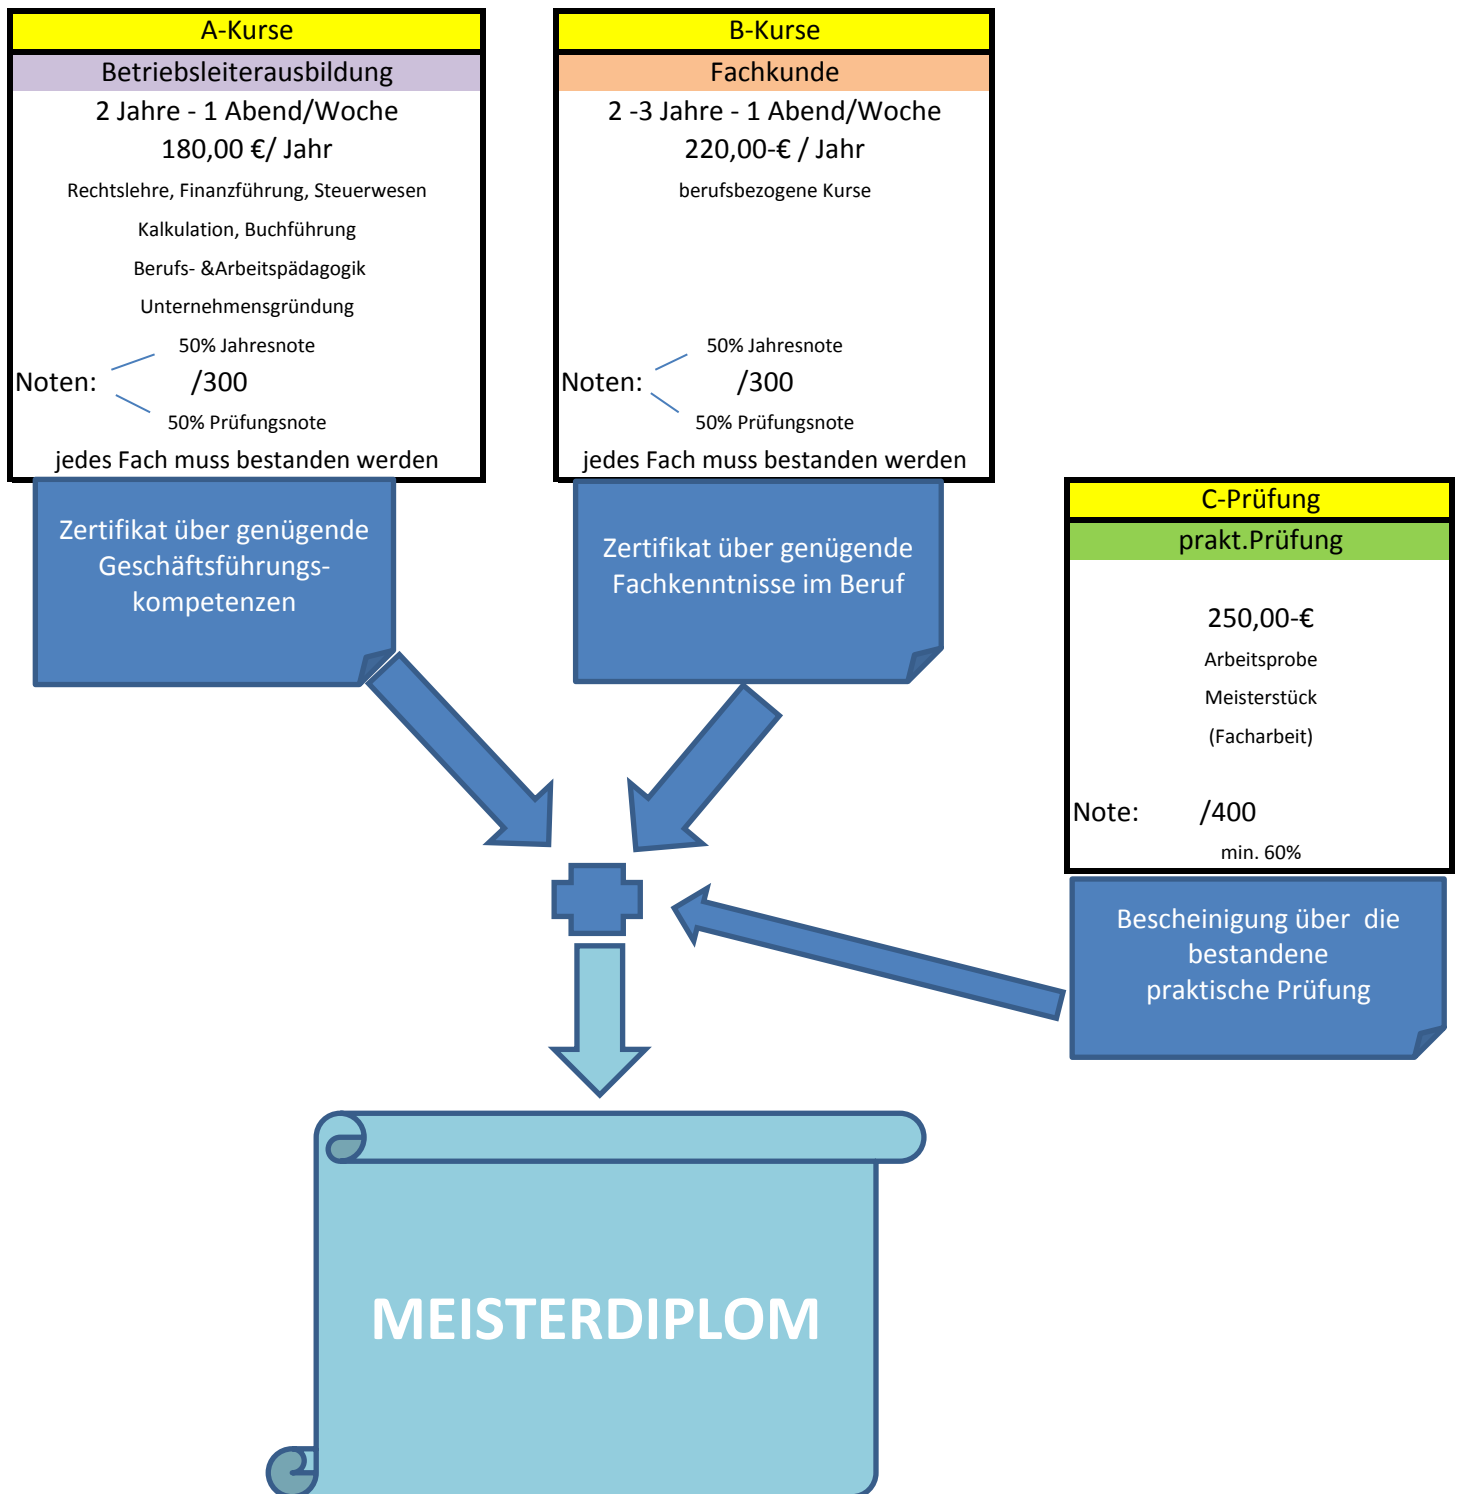 A-Kurse
Betriebsleiterausbildung
2 Jahre - 1 Abend/Woche
180,00 €/ Jahr
Rechtslehre, Finanzführung, Steuerwesen
Kalkulation, Buchführung
Berufs- &Arbeitspädagogik
Unternehmensgründung
50% Jahresnote
Noten: /300
50% Prüfungsnote
jedes Fach muss bestanden werden
Zertifikat über genügende
Geschäftsführungs-
kompetenzen
B-Kurse
Fachkunde
2 -3 Jahre - 1 Abend/Woche
220,00-€ / Jahr
berufsbezogene Kurse
50% Jahresnote
Noten: /300
50% Prüfungsnote
jedes Fach muss bestanden werden
Zertifikat über genügende
Fachkenntnisse im Beruf
C-Prüfung
prakt.Prüfung
250,00-€
Arbeitsprobe
Meisterstück
(Facharbeit)
Note: /400
min. 60%
Bescheinigung über  die
bestandene
praktische Prüfung
MEISTERDIPLOM